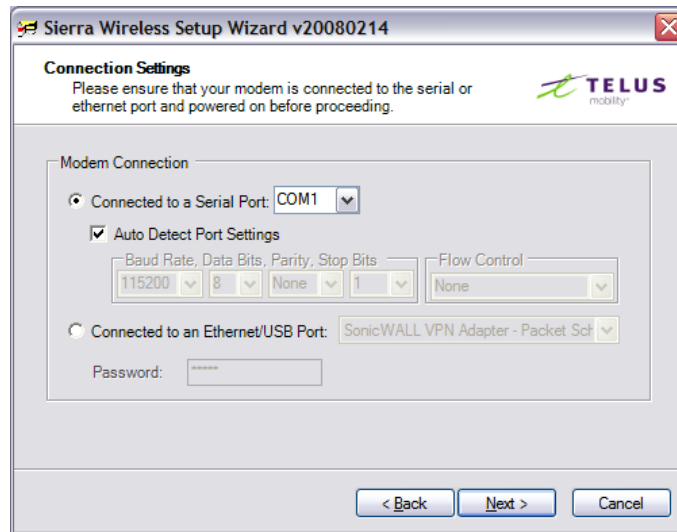 Sierra Wireless Setup Wizard v20080214
Connection Settings
Please ensure that your modem is connected to the serial or
ethernet port and powered on before proceeding.
TELUS
mobility
Modem Connection
Connected to a Serial Port: COM1
Auto Detect Port Settings
Baud Rate, Data Bits, Parity, Stop Bits
Flow Control
115200 8 None 1
None
Connected to an Ethernet/USB Port: SonicWALL VPN Adapter - Packet Sch
Password: *****
< Back Next > Cancel